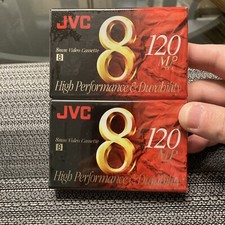 JVC
8
120
MP
8mm Video Cassette
8
High Performance & Durability
JVC
8
120
MP
8mm Video Cassette
8
High Performance & Durability